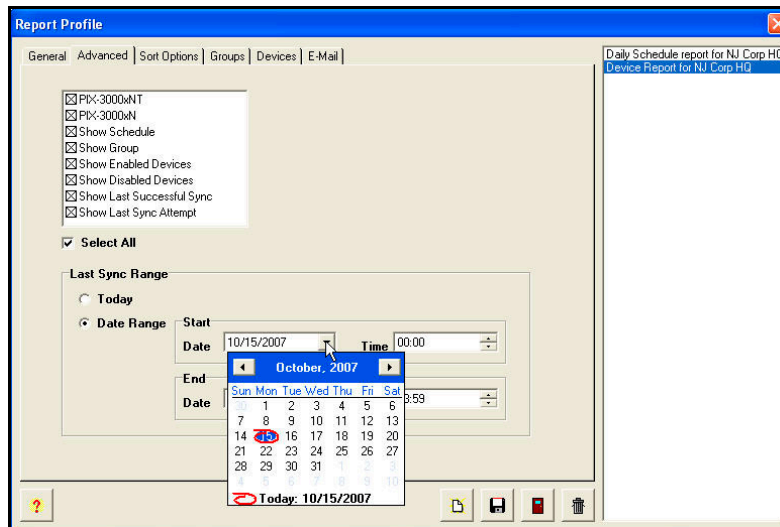 Report Profile
General Advanced Sort Options Groups Devices E-Mail
Daily Schedule report for NJ Corp HQ
Device Report for NJ Corp HQ
PIX-3000xNT
PIX-3000xN
Show Schedule
Show Group
Show Enabled Devices
Show Disabled Devices
Show Last Successful Sync
Show Last Sync Attempt
Select All
Last Sync Range
Today
Date Range
Start
Date 10/15/2007 Time 00:00
End
Date 3:59
October, 2007
Sun Mon Tue Wed Thu Fri Sat
30 1 2 3 4 5 6
7 8 9 10 11 12 13
14 15 16 17 18 19 20
21 22 23 24 25 26 27
28 29 30 31 1 2 3
4 5 6 7 8 9 10
Today: 10/15/2007
?